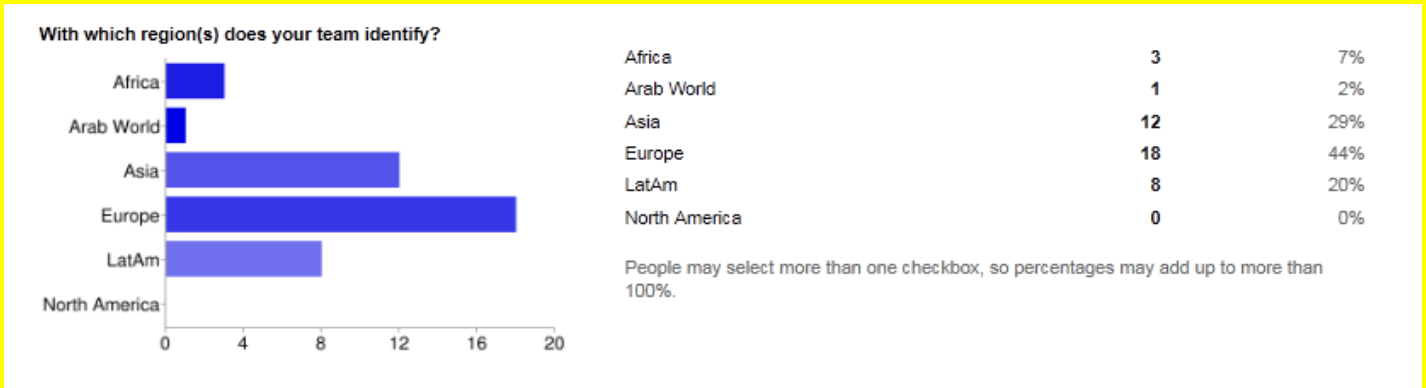 With which region(s) does your team identify?
Africa
Arab World
Asia
Europe
LatAm
North America
0 4 8 12 16 20
Africa 3 7%
Arab World 1 2%
Asia 12 29%
Europe 18 44%
LatAm 8 20%
North America 0 0%
People may select more than one checkbox, so percentages may add up to more than
100%.